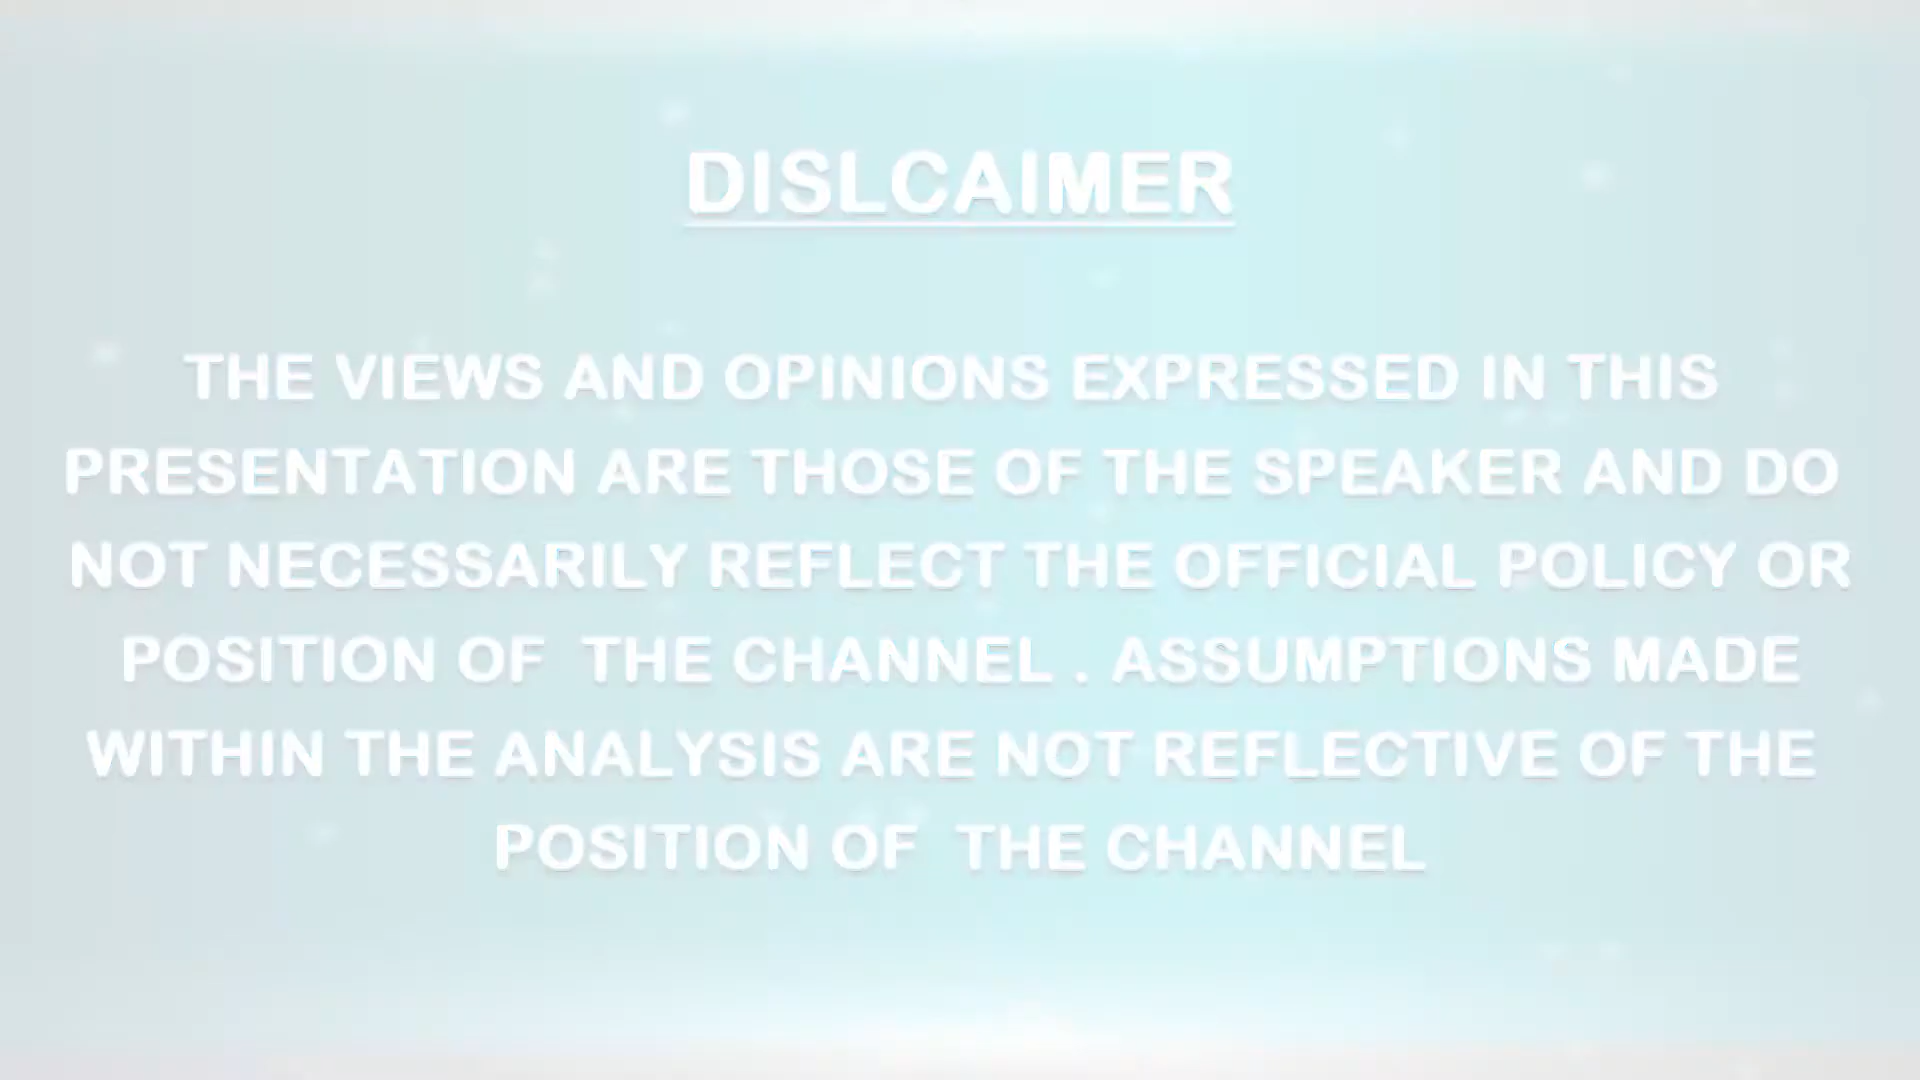 DISLCAIMER
THE VIEWS AND OPINIONS EXPRESSED IN THIS
PRESENTATION ARE THOSE OF THE SPEAKER AND DO
NOT NECESSARILY REFLECT THE OFFICIAL POLICY OR
POSITION OF THE CHANNEL . ASSUMPTIONS MADE
WITHIN THE ANALYSIS ARE NOT REFLECTIVE OF THE
POSITION OF THE CHANNEL